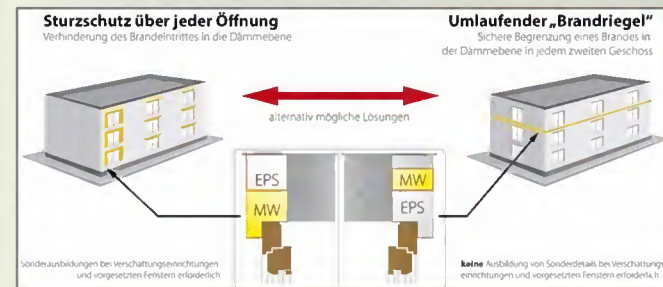 Sturzschutz über jeder Öffnung
Verhinderung des Brandeintrittes in die Dämmebene
Umlaufender „Brandriegel“
Sichere Begrenzung eines Brandes in
der Dämmebene in jedem zweiten Geschoss
alternativ mögliche Lösungen
EPS
MW
MW
EPS
Sonderausbildungen bei Verschattungseinrichtungen
und vorgesetzten Fenstern erforderlich
keine Ausbildung von Sonderdetails bei Verschattungs-
einrichtungen und vorgesetzten Fenstern erforderlich